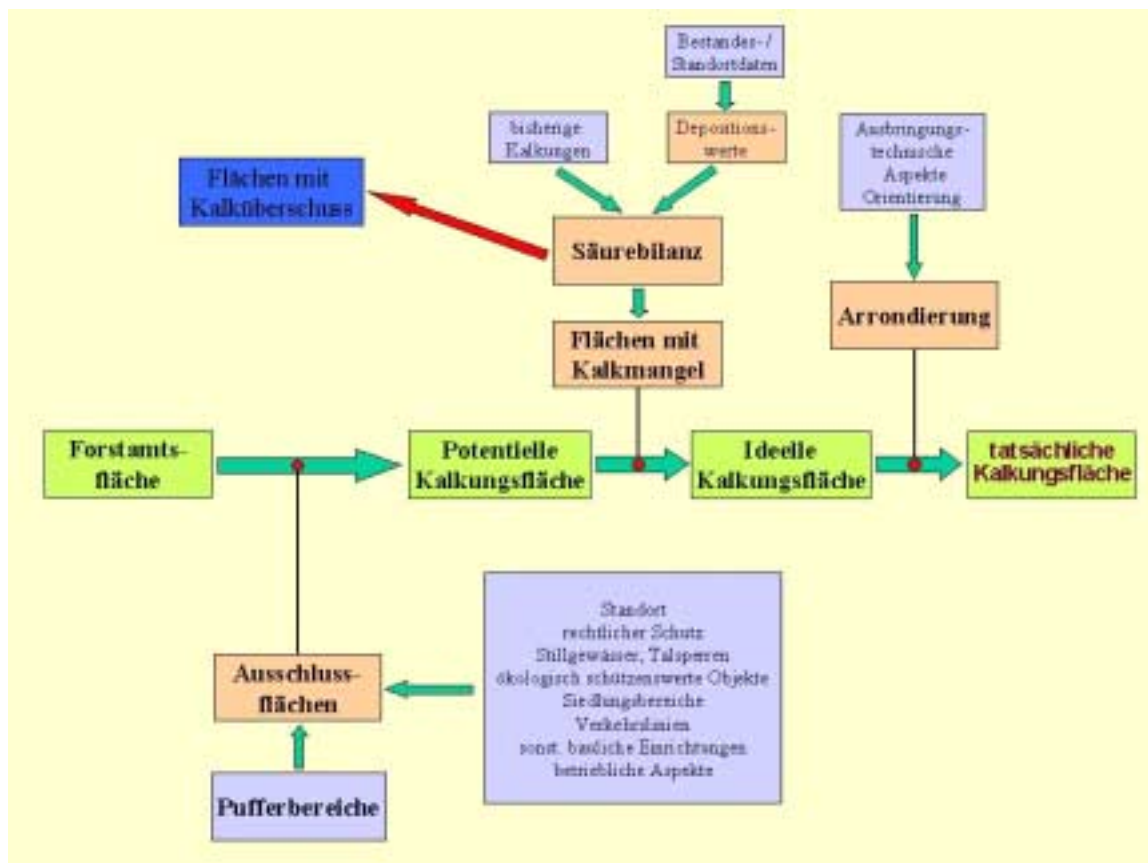 Bestandes- /
Standortdaten
bisherige
Kalkungen
Depositions-
werte
Ausbringungs-
technische
Aspekte
Orientierung
Flächen mit
Kalküberschuss
Säurebilanz
Arrondierung
Flächen mit
Kalkmangel
Forstamts-
fläche
Potentielle
Kalkungsfläche
Ideelle
Kalkungsfläche
tatsächliche
Kalkungsfläche
Ausschluss-
flächen
Standort
rechtlicher Schutz
Stillgewässer, Talsperren
ökologisch schützenswerte Objekte
Siedlungsbereiche
Verkehrslinien
sonst. bauliche Einrichtungen
betriebliche Aspekte
Pufferbereiche